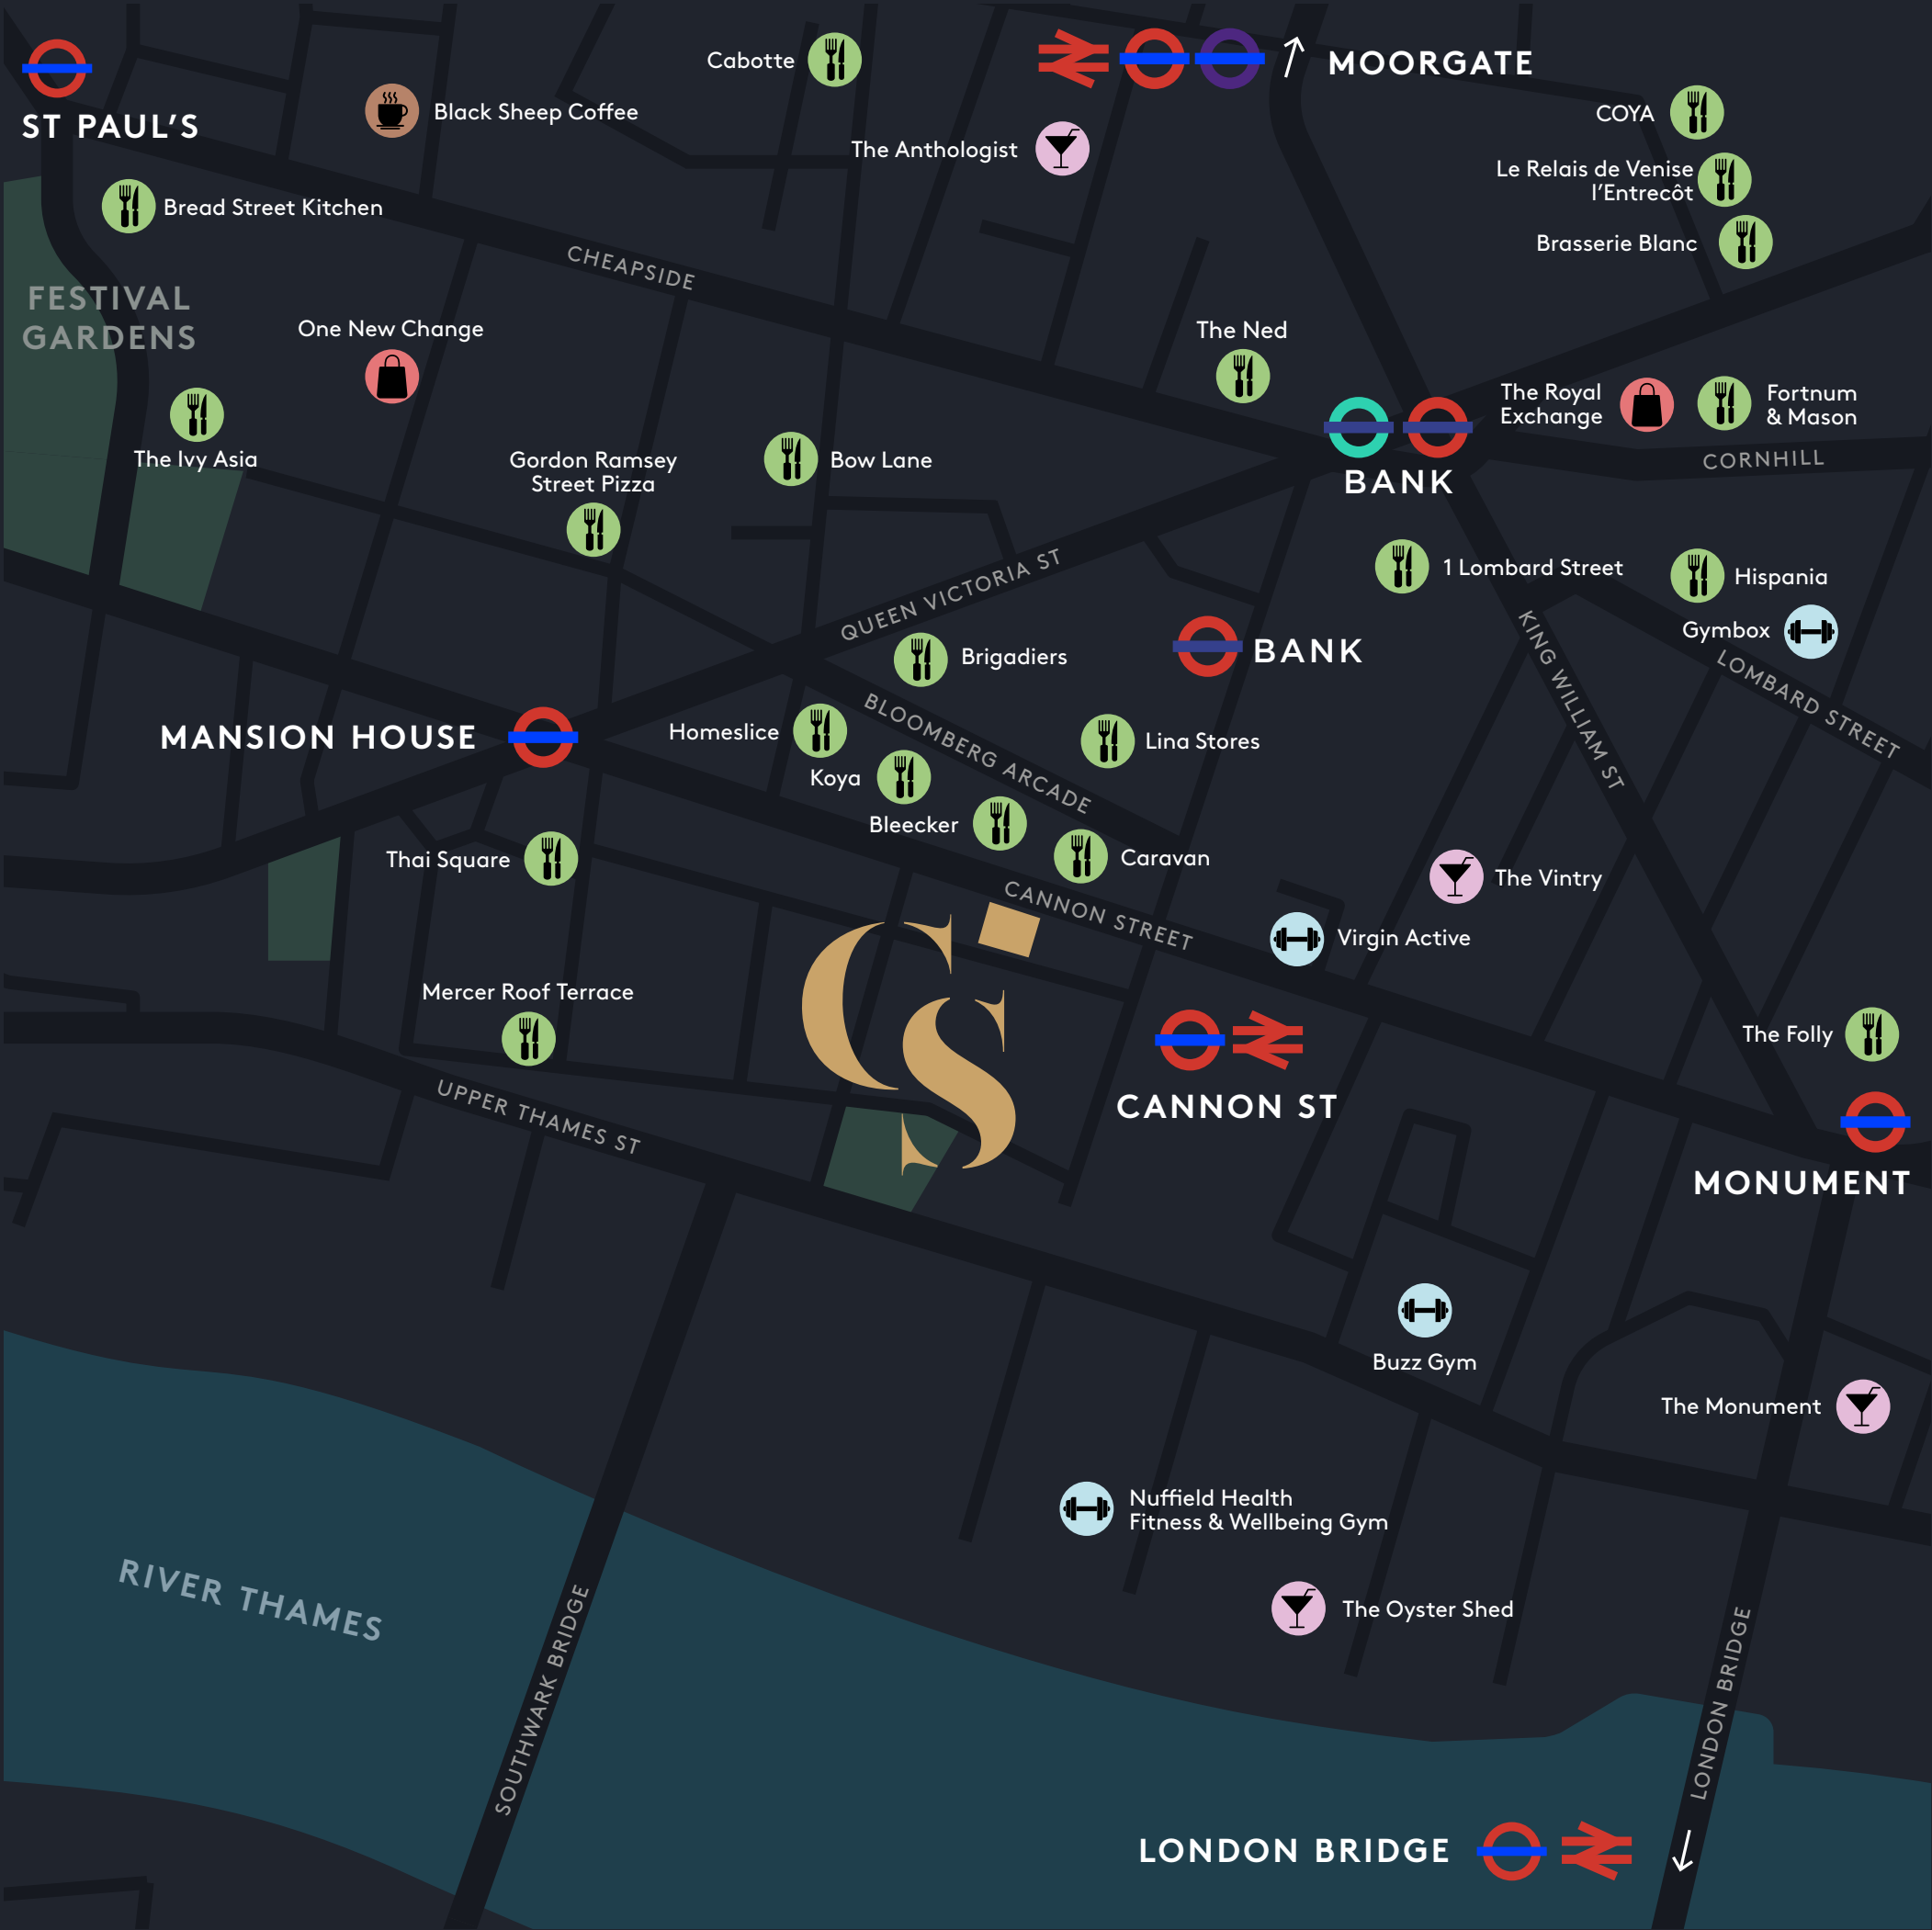 Cabotte
MOORGATE
ST PAUL’S
Black Sheep Coffee
COYA
The Anthologist
Le Relais de Venise
l’Entrecôt
Bread Street Kitchen
Brasserie Blanc
CHEAPSIDE
FESTIVAL
GARDENS
One New Change
The Ned
The Royal
Exchange
Fortnum
& Mason
The Ivy Asia
Gordon Ramsey
Street Pizza
Bow Lane
BANK
CORNHILL
QUEEN VICTORIA ST
1 Lombard Street
Hispania
Gymbox
Brigadiers
BANK
KING WILLIAM ST
LOMBARD STREET
MANSION HOUSE
Homeslice
BLOOMBERG ARCADE
Lina Stores
Koya
Bleecker
Thai Square
Caravan
The Vintry
CANNON STREET
Virgin Active
CS
Mercer Roof Terrace
The Folly
UPPER THAMES ST
CANNON ST
MONUMENT
Buzz Gym
The Monument
Nuffield Health
Fitness & Wellbeing Gym
RIVER THAMES
The Oyster Shed
SOUTHWARK BRIDGE
LONDON BRIDGE
LONDON BRIDGE